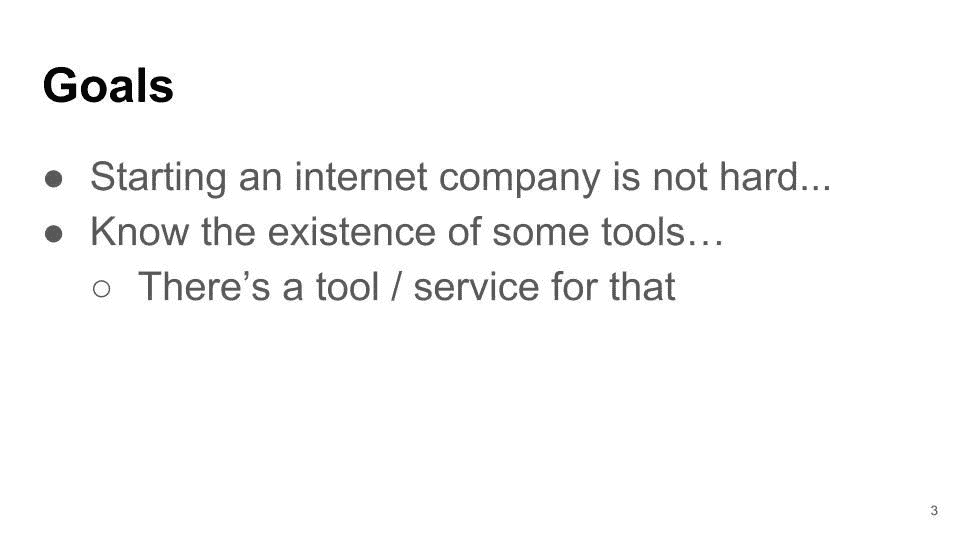 Goals
● Starting an internet company is not hard...
● Know the existence of some tools…
○ There’s a tool / service for that
3